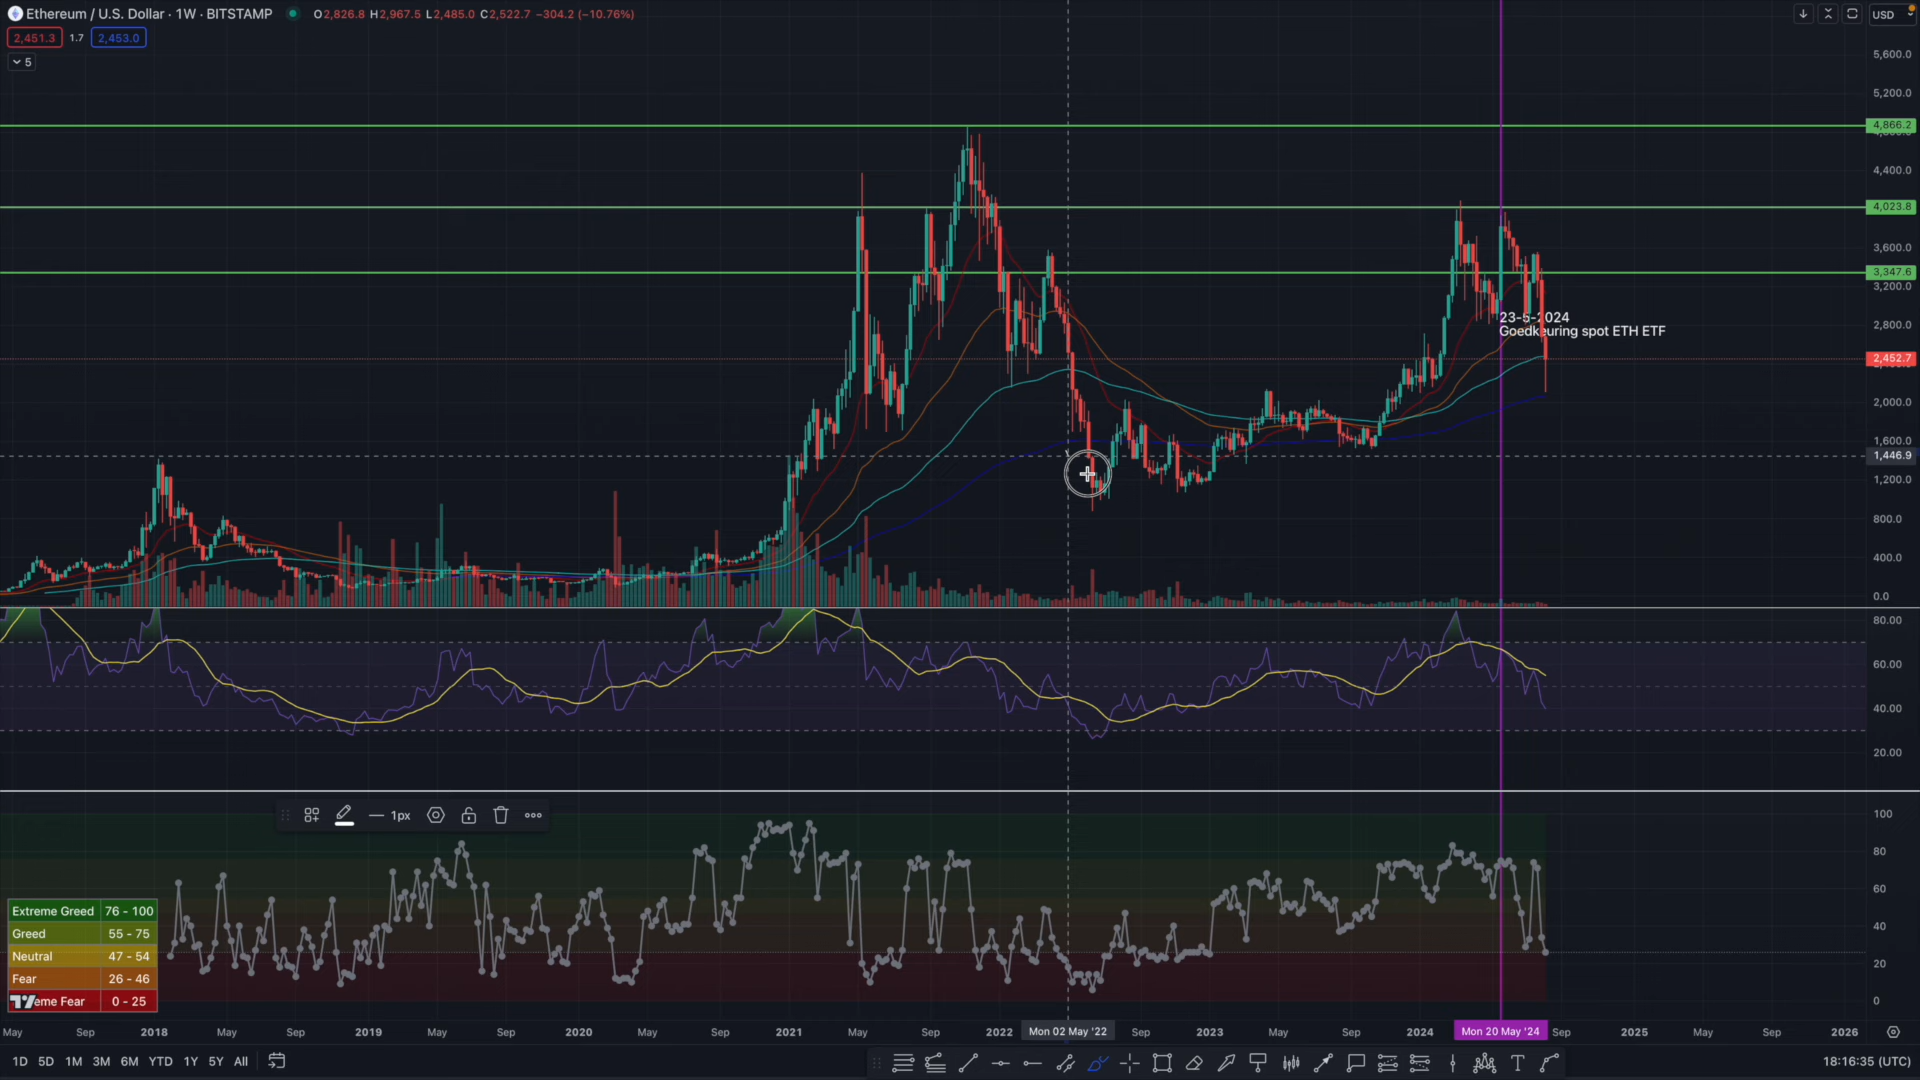 Ethereum / U.S. Dollar · 1W · BITSTAMP O2,826.8 H2,967.5 L2,485.0 C2,522.7 −304.2 (−10.76%)
USD
2,451.3 1.7 2,453.0
5
5,600.0
5,200.0
4,866.2
4,400.0
4,023.8
3,600.0
3,347.6
3,200.0
23-5-2024
Goedkeuring spot ETH ETF
2,800.0
2,452.7
2,000.0
1,600.0
1,446.9
1,200.0
800.0
400.0
0.0
80.00
60.00
40.00
20.00
1px
100
80
60
40
20
0
Extreme Greed 76 - 100
Greed 55 - 75
Neutral 47 - 54
Fear 26 - 46
eme Fear 0 - 25
May Sep 2018 May Sep 2019 May Sep 2020 May Sep 2021 May Sep 2022 Mon 02 May '22 Sep 2023 May Sep 2024 Mon 20 May '24 Sep 2025 May Sep 2026
1D 5D 1M 3M 6M YTD 1Y 5Y All
18:16:35 (UTC)